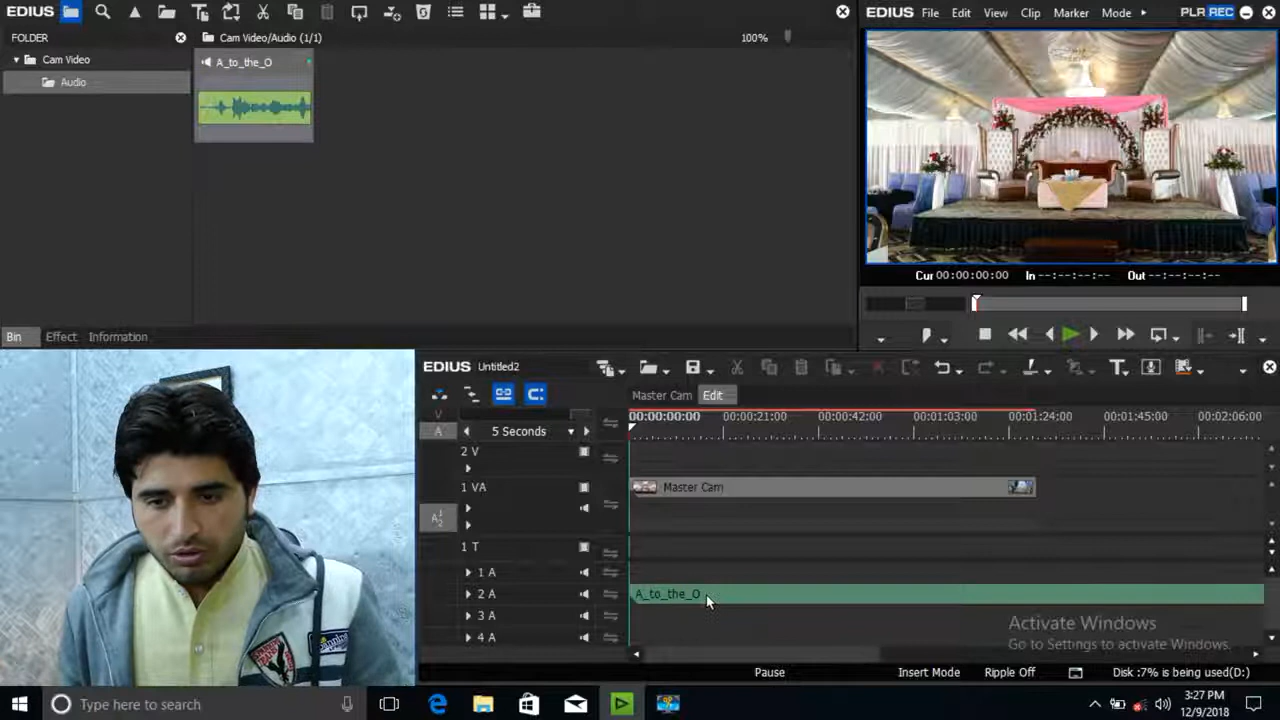 EDIUS
FOLDER
Cam Video
Audio
Cam Video/Audio (1/1)
100%
A_to_the_O
Bin Effect Information
EDIUS File Edit View Clip Marker Mode PLR REC
Cur 00:00:00:00 In --:--:--:-- Out --:--:--:--
EDIUS Untitled2
Master Cam Edit
V
A 5 Seconds
00:00:00:00 00:00:21:00 00:00:42:00 00:01:03:00 00:01:24:00 00:01:45:00 00:02:06:00
2 V
1 VA Master Cam
A 1 2
1 T
1 A
2 A A_to_the_O
3 A
4 A
Activate Windows
Go to Settings to activate Windows.
Pause Insert Mode Ripple Off Disk :7% is being used(D:)
Type here to search
3:27 PM
12/9/2018